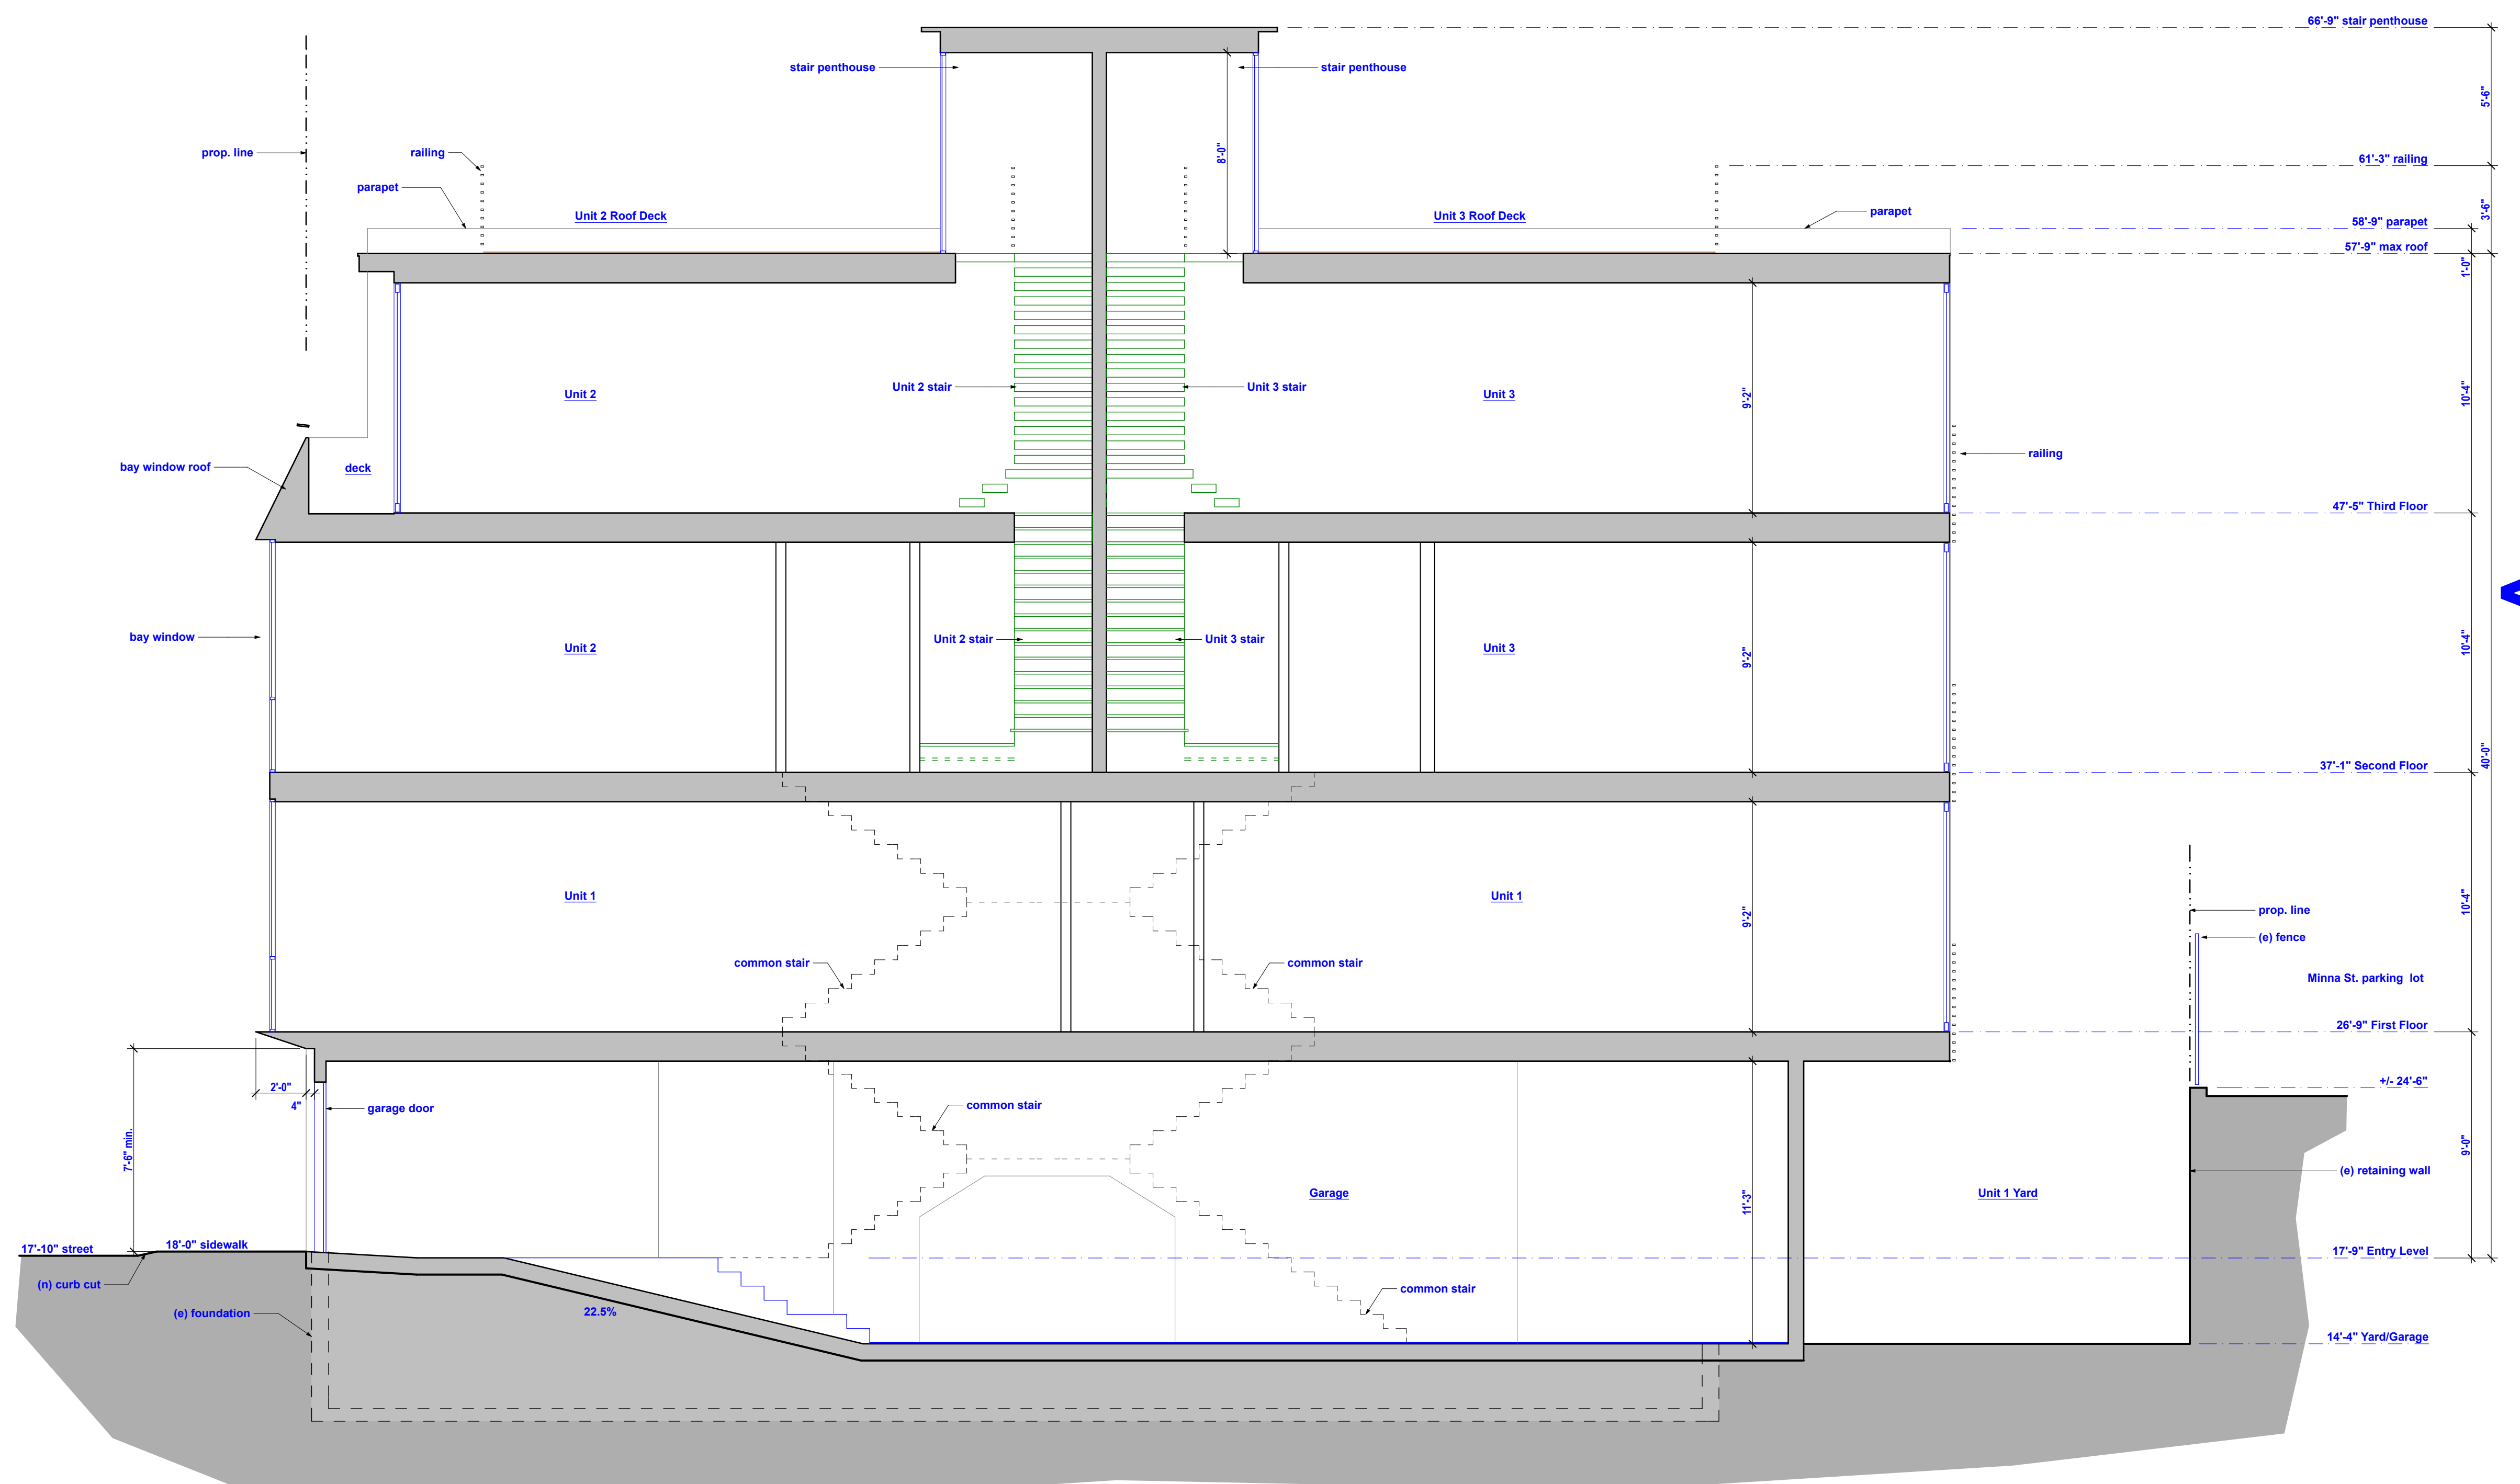 66'-9" stair penthouse
stair penthouse
stair penthouse
5'-6"
8'-0"
prop. line
railing
61'-3" railing
parapet
Unit 2 Roof Deck
Unit 3 Roof Deck
parapet
3'-6"
58'-9" parapet
57'-9" max roof
1'-0"
Unit 2
Unit 2 stair
Unit 3 stair
Unit 3
9'-2"
10'-4"
bay window roof
deck
railing
47'-5" Third Floor
A
bay window
Unit 2
Unit 2 stair
Unit 3 stair
Unit 3
9'-2"
10'-4"
40'-0"
37'-1" Second Floor
Unit 1
Unit 1
9'-2"
10'-4"
prop. line
(e) fence
common stair
common stair
Minna St. parking lot
26'-9" First Floor
2'-0"
4"
garage door
common stair
+/- 24'-6"
7'-6" min.
9'-0"
(e) retaining wall
Garage
11'-3"
Unit 1 Yard
17'-10" street
18'-0" sidewalk
17'-9" Entry Level
(n) curb cut
common stair
(e) foundation
22.5%
14'-4" Yard/Garage